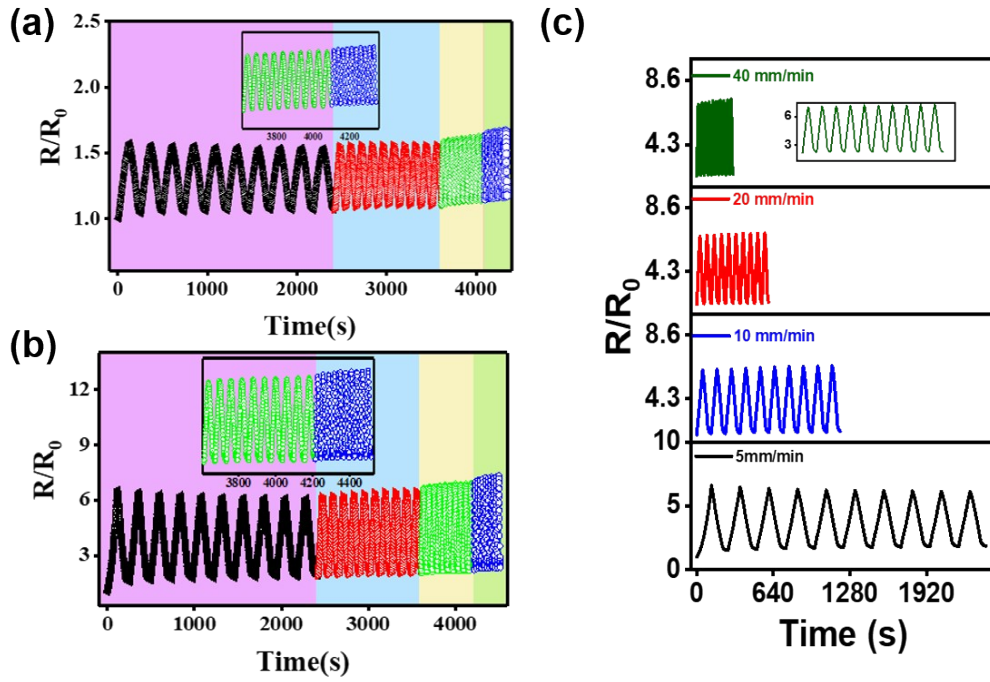 (a)
2.5
2.0
1.5
1.0
R/R0
3800 4000 4200
0 1000 2000 3000 4000
Time(s)
(b)
12
9
6
3
R/R0
3800 4000 4200 4400
0 1000 2000 3000 4000
Time(s)
(c)
R/R0
8.6
4.3
40 mm/min
6
3
8.6
4.3
20 mm/min
8.6
4.3
10 mm/min
10
5
0
5mm/min
0 640 1280 1920
Time (s)